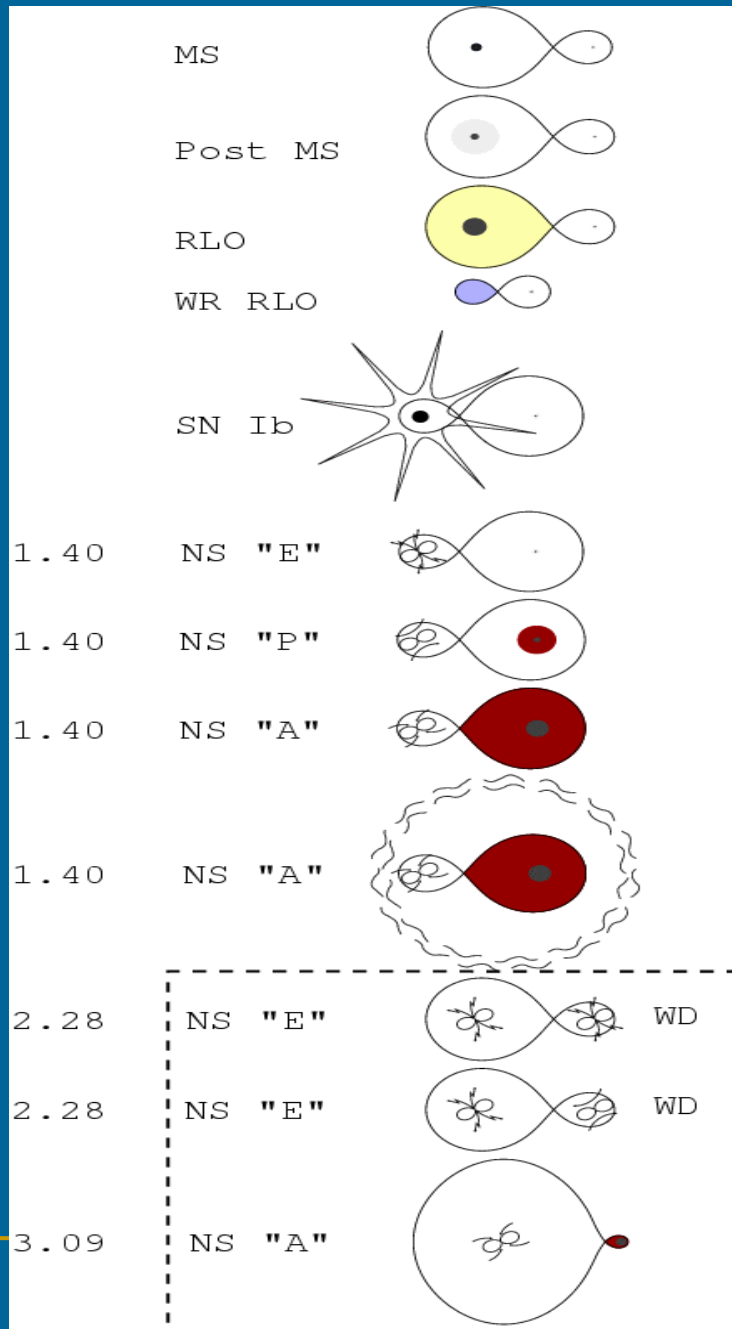 MS
Post MS
RLO
WR RLO
SN Ib
1.40 NS "E"
1.40 NS "P"
1.40 NS "A"
1.40 NS "A"
2.28 NS "E" WD
2.28 NS "E" WD
3.09 NS "A"